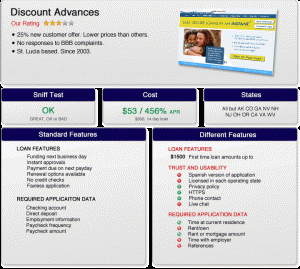 Discount Advances
Our Rating
25% new customer offer. Lower prices than others.
No responses to BBB complaints.
St. Lucia based. Since 2003.
Sniff Test
OK
GREAT, OK or BAD
Cost
$53 / 456% APR
$300, 14-day loan
States
All but AK CO GA NV NH
NJ OH OR CA VA WV
Standard Features
LOAN FEATURES
Funding next business day
Instant approvals
Payment due on next payday
Renewal options available
No credit checks
Faxless application
REQUIRED APPLICATON DATA
Checking account
Direct deposit
Employment information
Paycheck frequency
Paycheck amount
Different Features
LOAN FEATURES
$1500 First time loan amounts up to
TRUST AND USABILITY
Spanish version of application
Licensed in each operating state
Privacy policy
HTTPS
Phone contact
Live chat
REQUIRED APPLICATION DATA
Time at current residence
Rent/own
Rent or mortgage amount
Time with employer
References